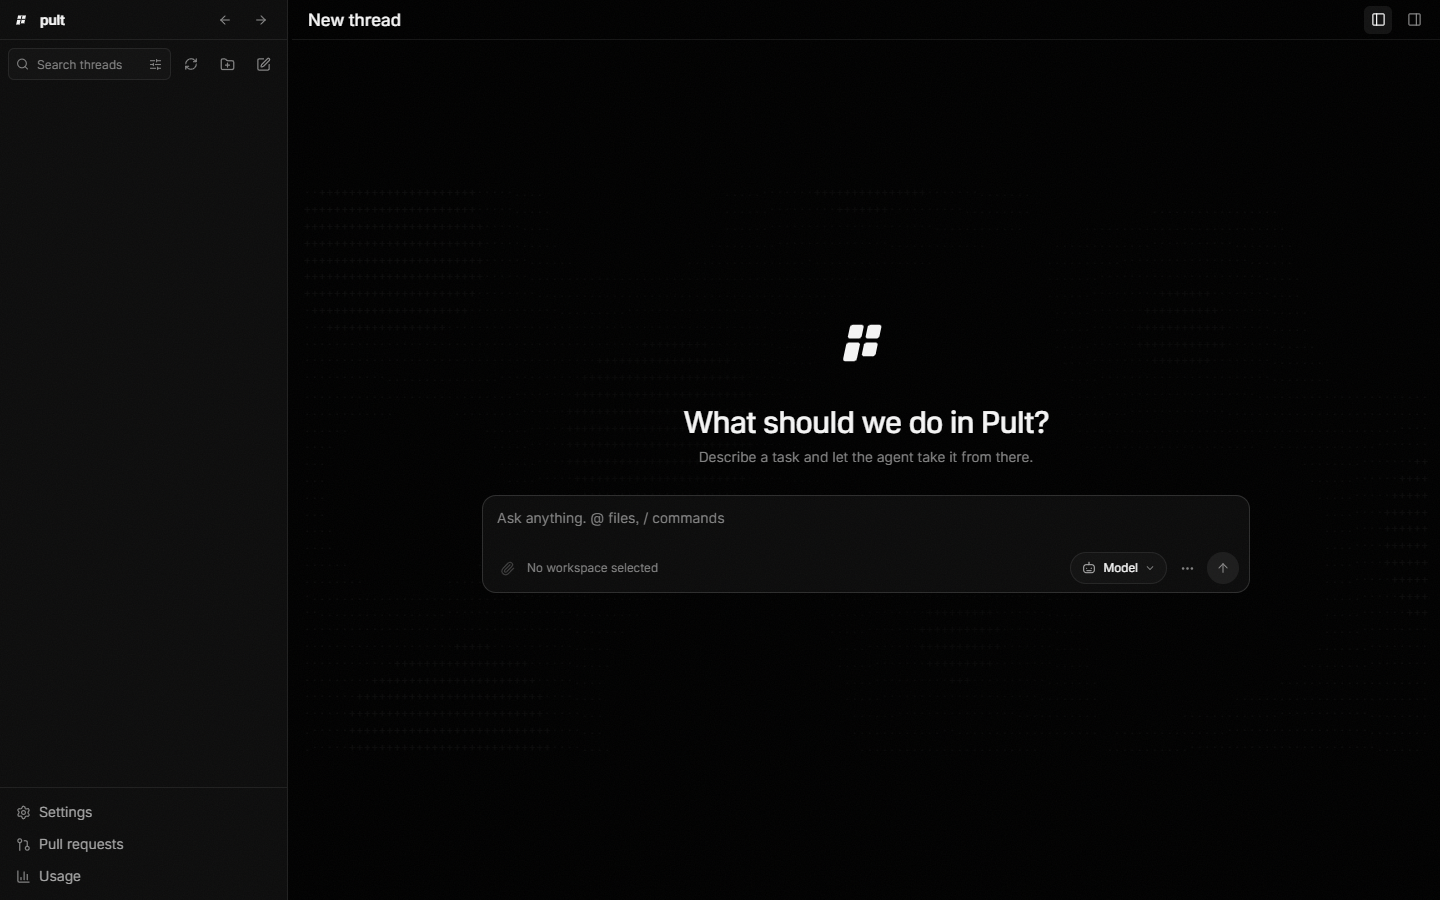 pult
New thread
Search threads
What should we do in Pult?
Describe a task and let the agent take it from there.
Ask anything. @ files, / commands
No workspace selected
Model
Settings
Pull requests
Usage